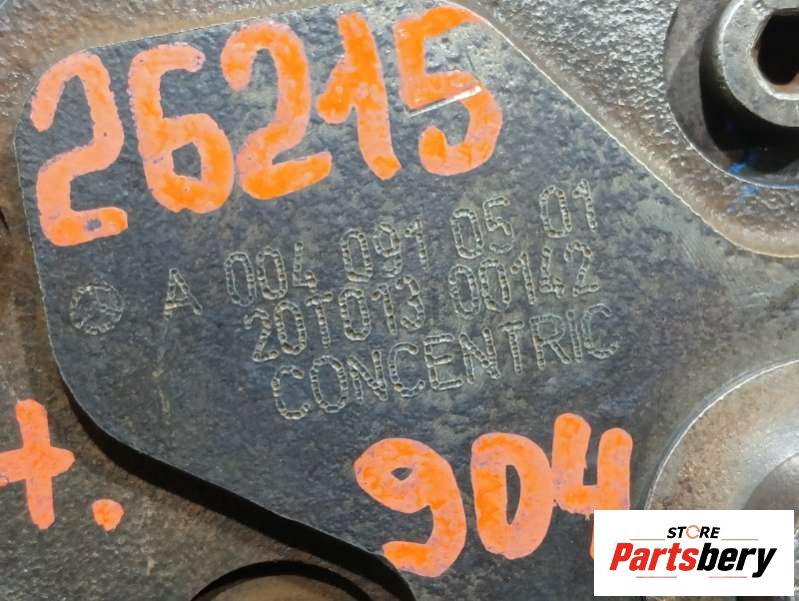 26215
A 004 091 05 01
20T013 00142
CONCENTRIC
+.
904
STORE
Partsbery